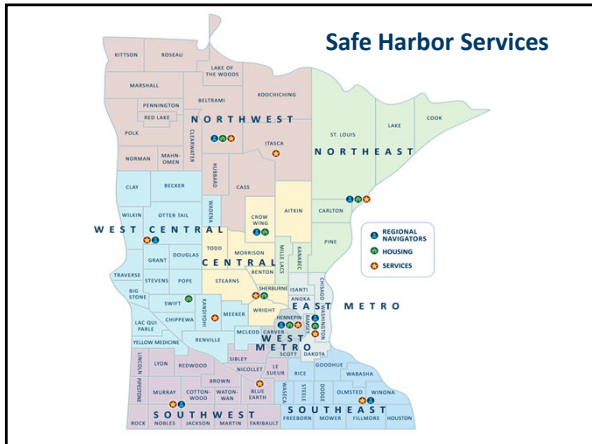 Safe Harbor Services
KITTSON
ROSEAU
LAKE OF
THE WOODS
MARSHALL
KOOCHICHING
BELTRAMI
PENNINGTON
RED LAKE
NORTHWEST
POLK
CLEARWATER
ITASCA
ST. LOUIS
LAKE
COOK
NORTHEAST
NORMAN
MAHN-
OMEN
HUBBARD
CASS
CLAY
BECKER
WADENA
CROW
WING
AITKIN
CARLTON
WILKIN
OTTER TAIL
WEST CENTRAL
PINE
REGIONAL
NAVIGATORS
HOUSING
SERVICES
GRANT
DOUGLAS
TODD
MORRISON
MILLE LACS
KANABEC
CENTRAL
BENTON
TRAVERSE
STEVENS
POPE
STEARNS
SHERBURNE
ISANTI
CHISAGO
BIG
STONE
SWIFT
KANDIYOHI
MEEKER
WRIGHT
ANOKA
EAST METRO
HENNEPIN
RAMSEY
WASHINGTON
CHIPPEWA
LAC QUI
PARLE
MCLEOD
CARVER
WEST
METRO
SCOTT
DAKOTA
YELLOW MEDICINE
RENVILLE
SIBLEY
LINCOLN
LYON
REDWOOD
NICOLLET
LE
SUEUR
RICE
GOODHUE
WABASHA
PIPESTONE
MURRAY
COTTON-
WOOD
BROWN
WATON-
WAN
BLUE
EARTH
WASECA
STEELE
DODGE
OLMSTED
WINONA
SOUTHWEST
SOUTHEAST
ROCK
NOBLES
JACKSON
MARTIN
FARIBAULT
FREEBORN
MOWER
FILLMORE
HOUSTON